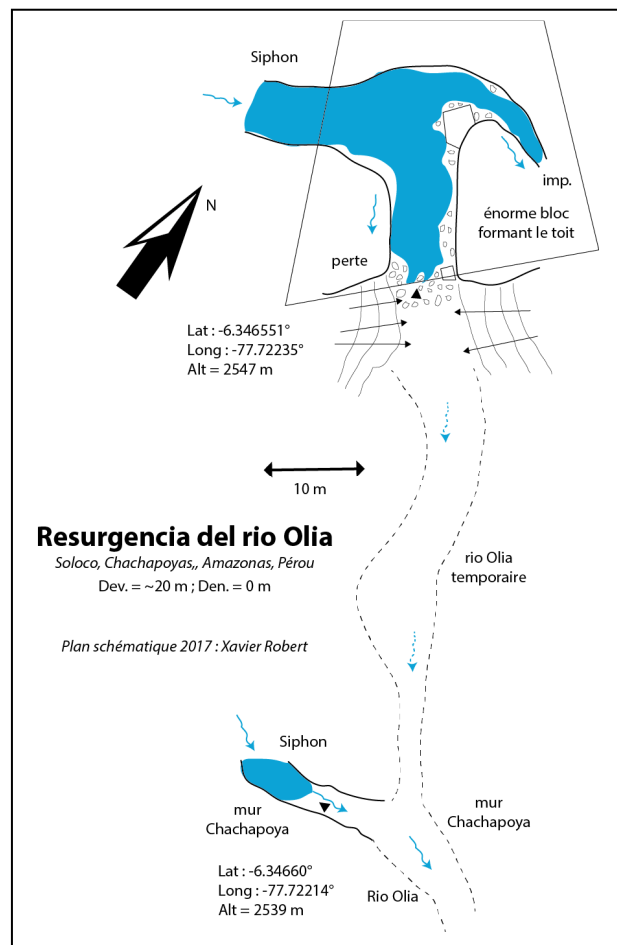 Siphon
N
imp.
énorme bloc
formant le toit
perte
Lat : -6.346551°
Long : -77.72235°
Alt = 2547 m
10 m
Resurgencia del rio Olia
Soloco, Chachapoyas,, Amazonas, Pérou
Dev. = ~20 m ; Den. = 0 m
rio Olia
temporaire
Plan schématique 2017 : Xavier Robert
Siphon
mur
Chachapoya
mur
Chachapoya
Lat : -6.34660°
Long : -77.72214°
Alt = 2539 m
Rio Olia